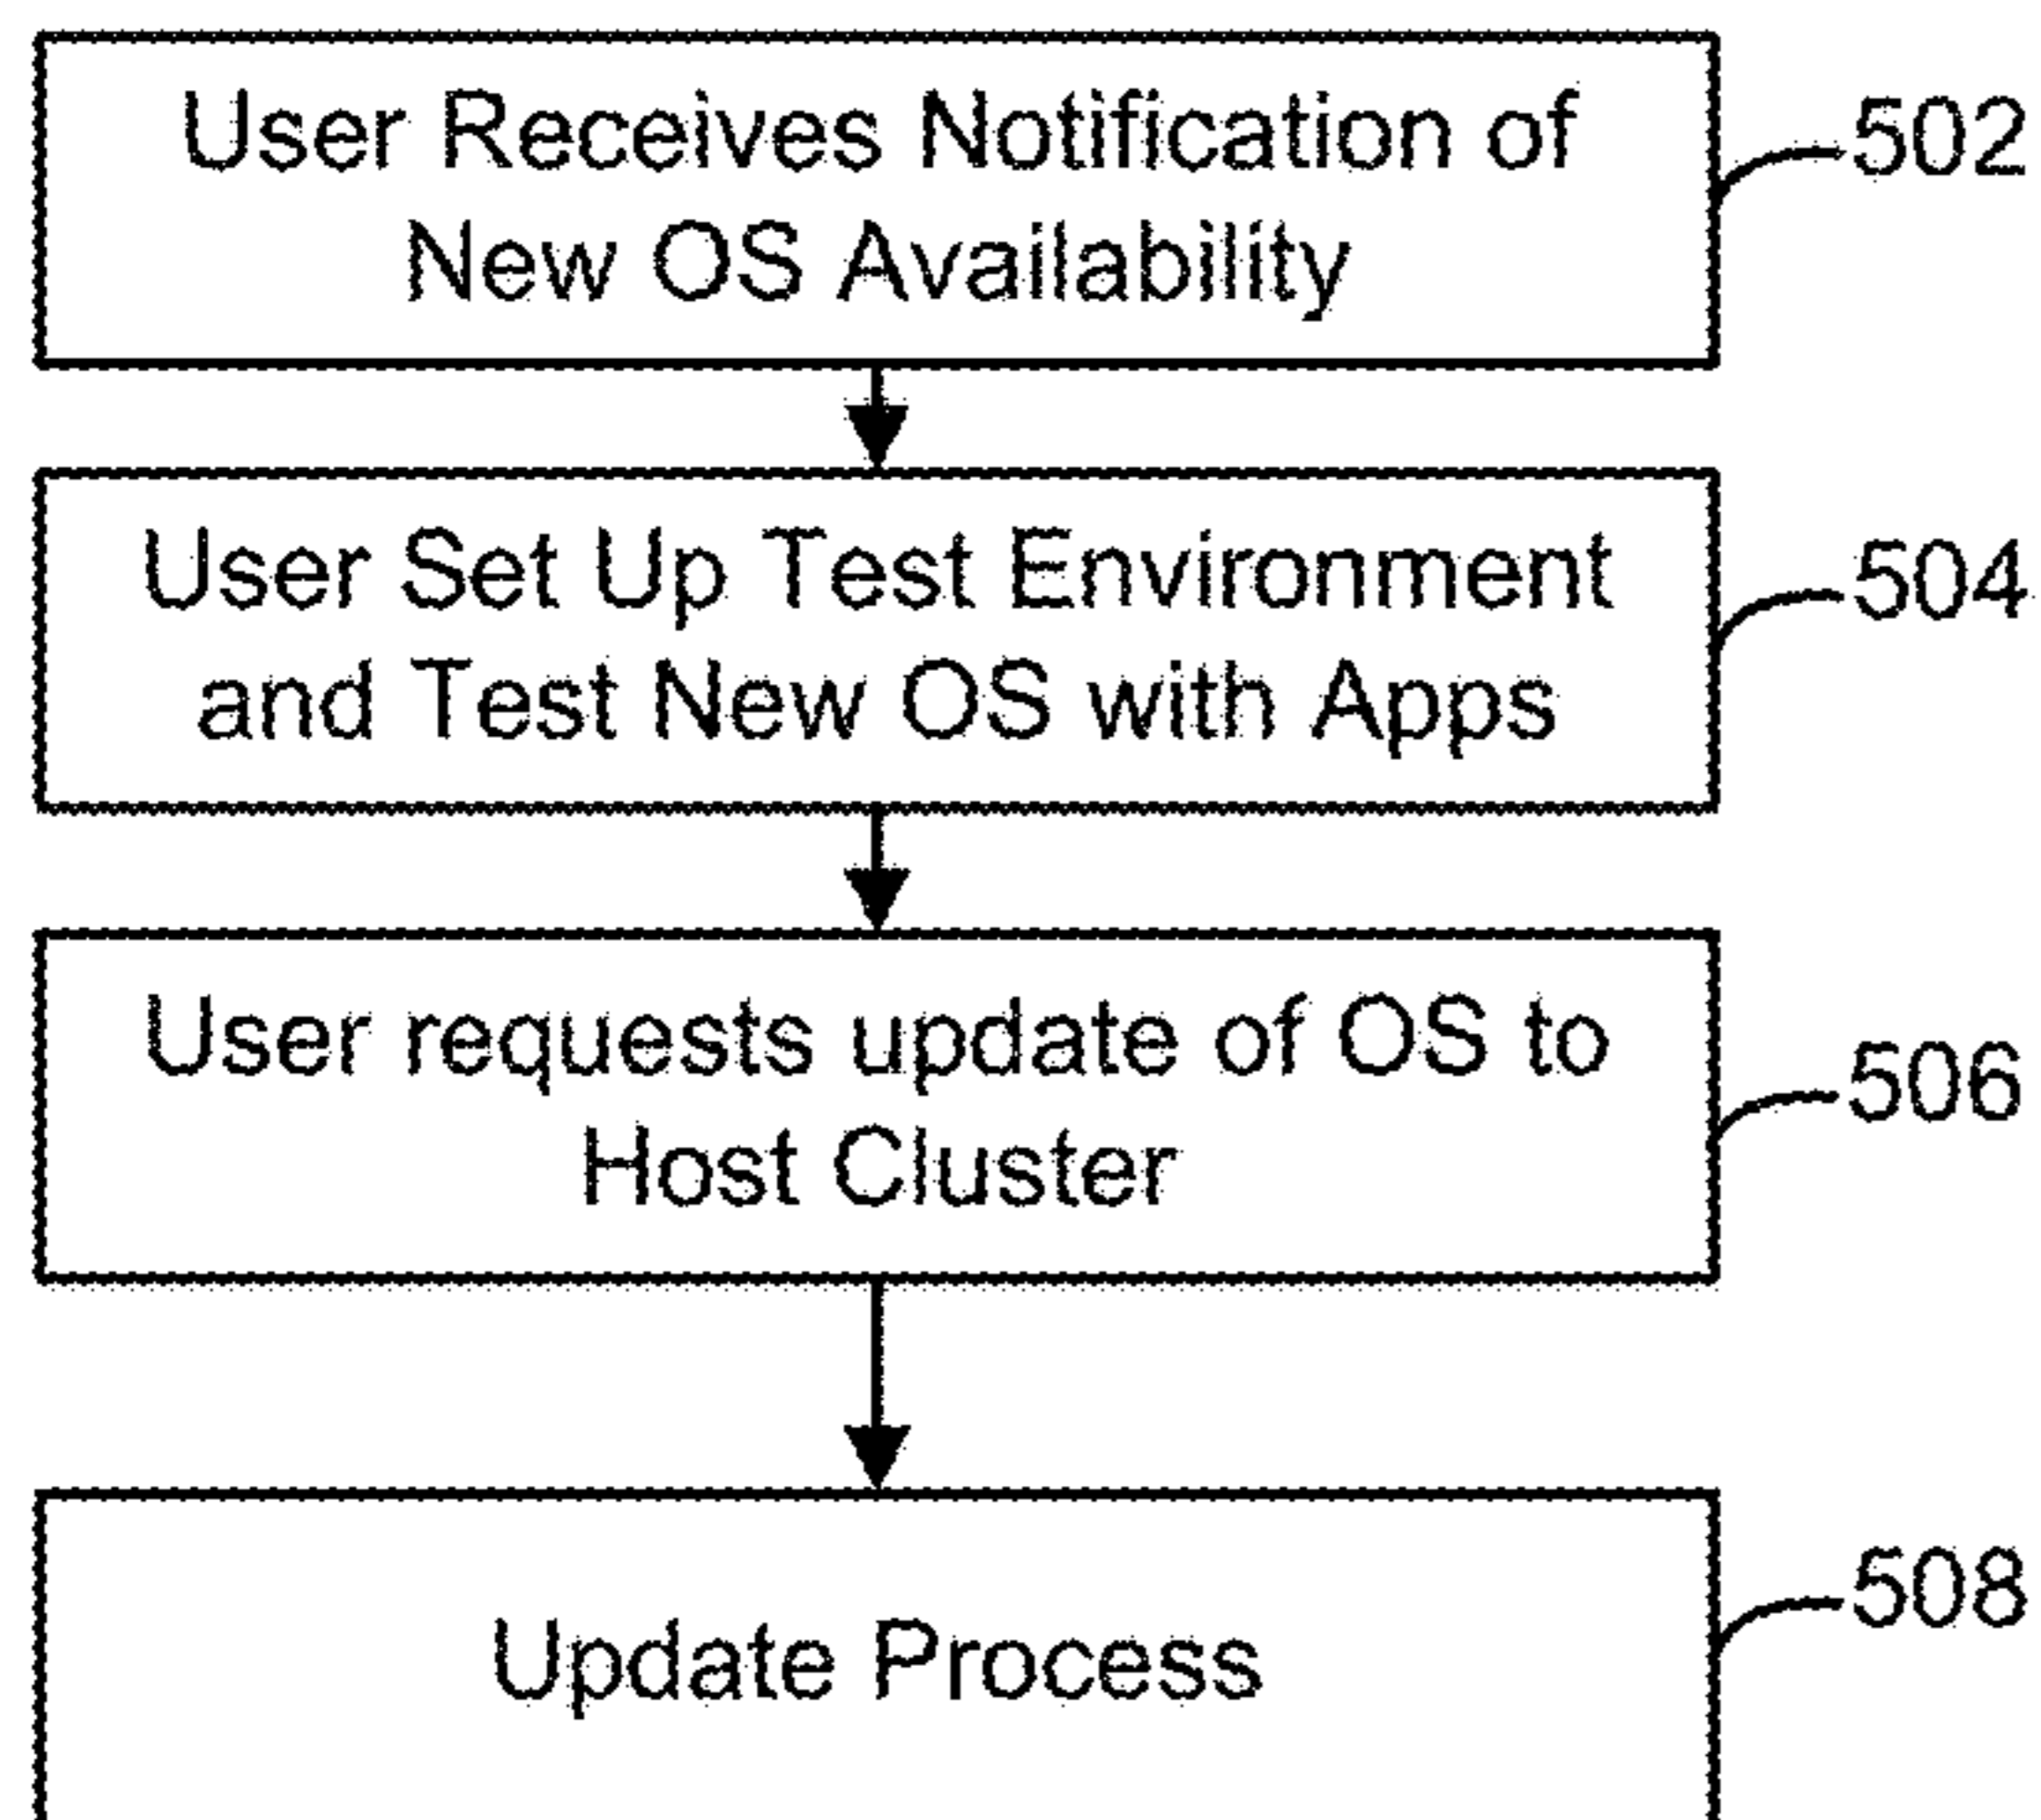 User Receives Notification of
New OS Availability
502
User Set Up Test Environment
and Test New OS with Apps
504
User requests update of OS to
Host Cluster
506
Update Process
508